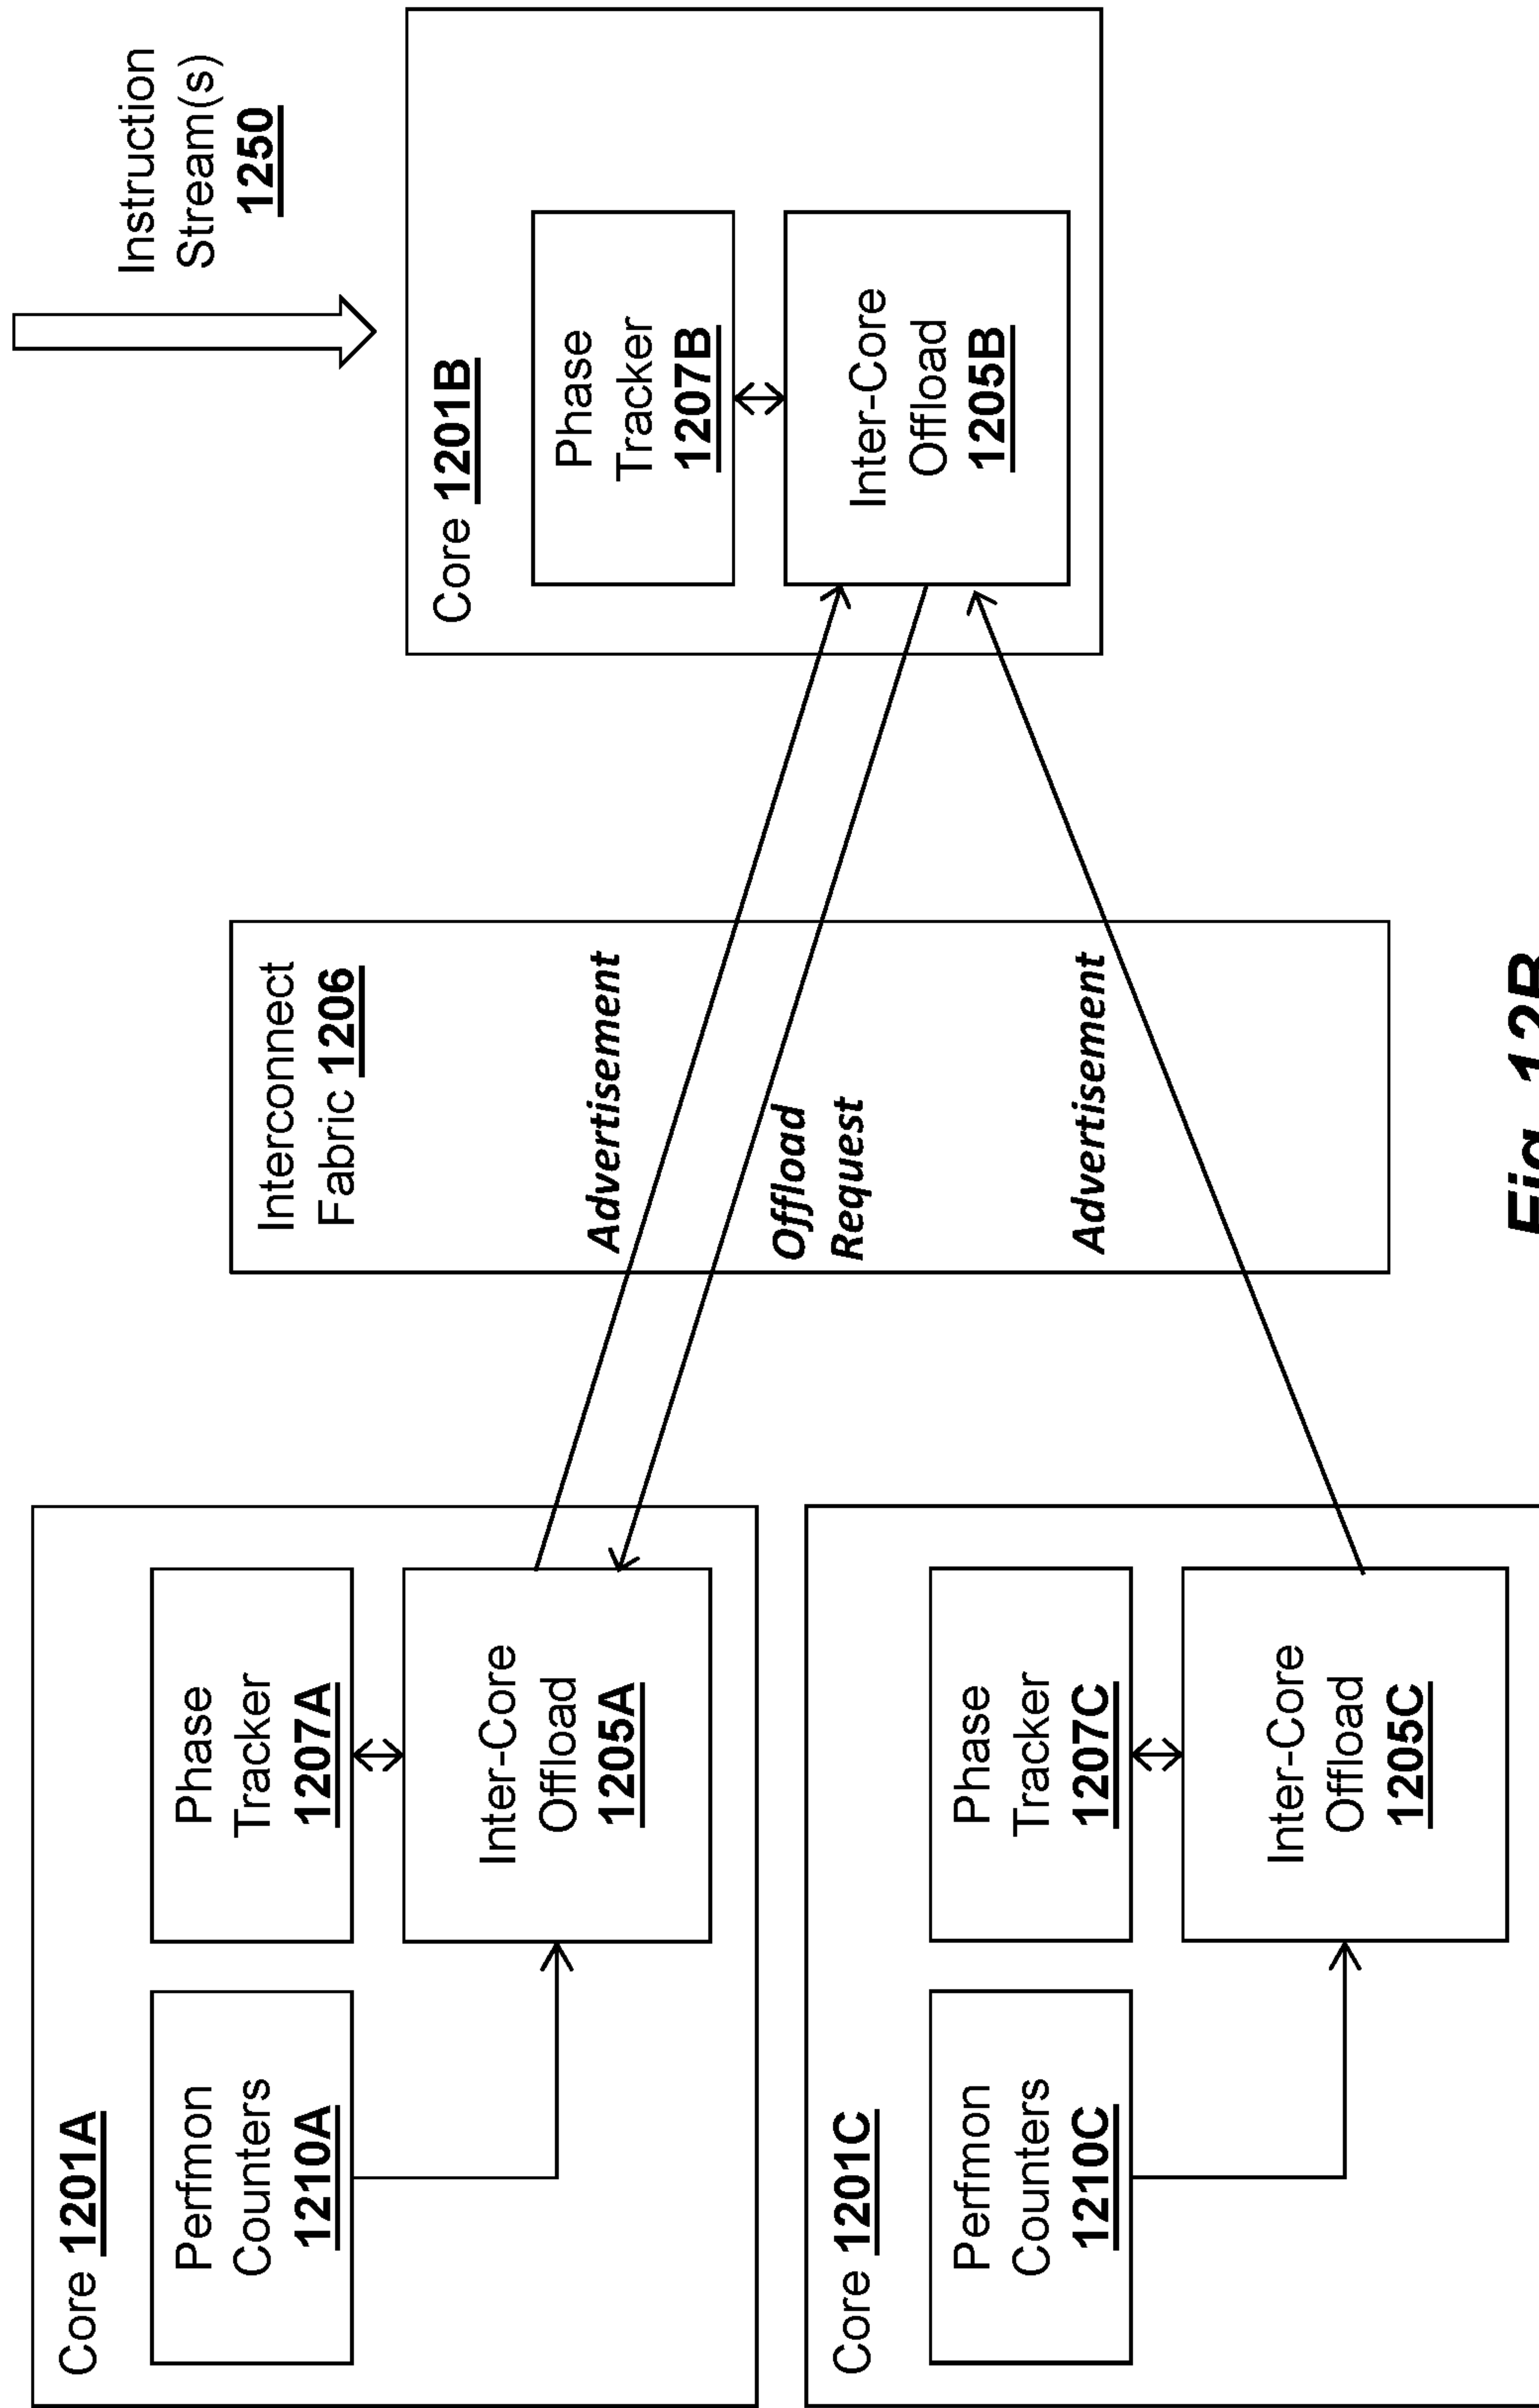 Core 1201A
Perfmon
Counters
1210A
Phase
Tracker
1207A
Inter-Core
Offload
1205A
Core 1201C
Perfmon
Counters
1210C
Phase
Tracker
1207C
Inter-Core
Offload
1205C
Interconnect
Fabric 1206
Advertisement
Offload
Request
Advertisement
Instruction
Stream(s)
1250
Core 1201B
Phase
Tracker
1207B
Inter-Core
Offload
1205B
Fig. 12B